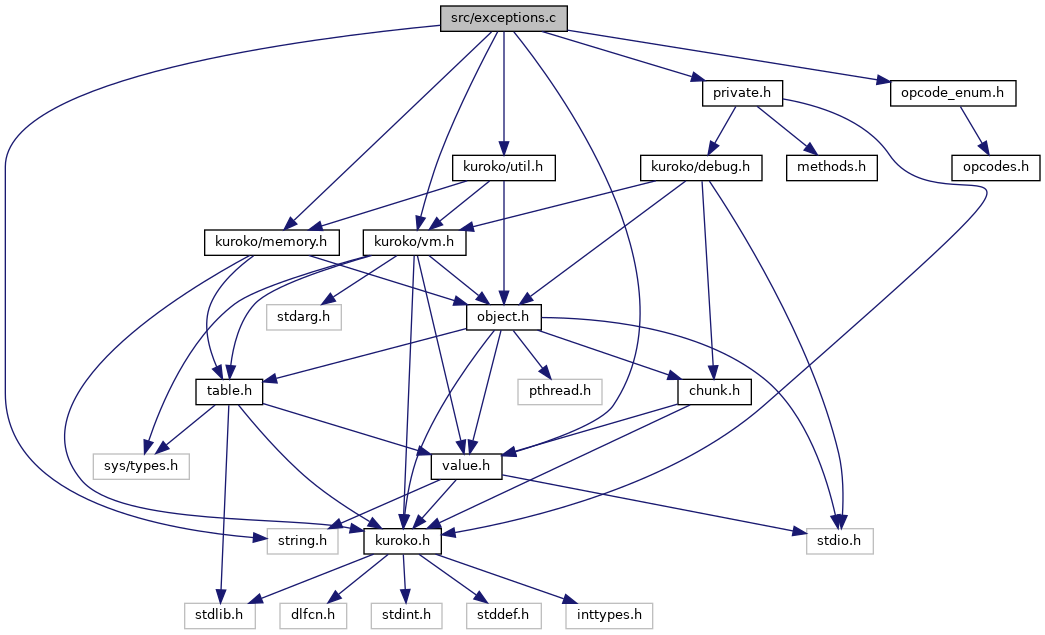 src/exceptions.c
private.h
opcode_enum.h
kuroko/util.h
kuroko/debug.h
methods.h
opcodes.h
kuroko/memory.h
kuroko/vm.h
stdarg.h
object.h
table.h
pthread.h
chunk.h
sys/types.h
value.h
string.h
kuroko.h
stdio.h
stdlib.h
dlfcn.h
stdint.h
stddef.h
inttypes.h